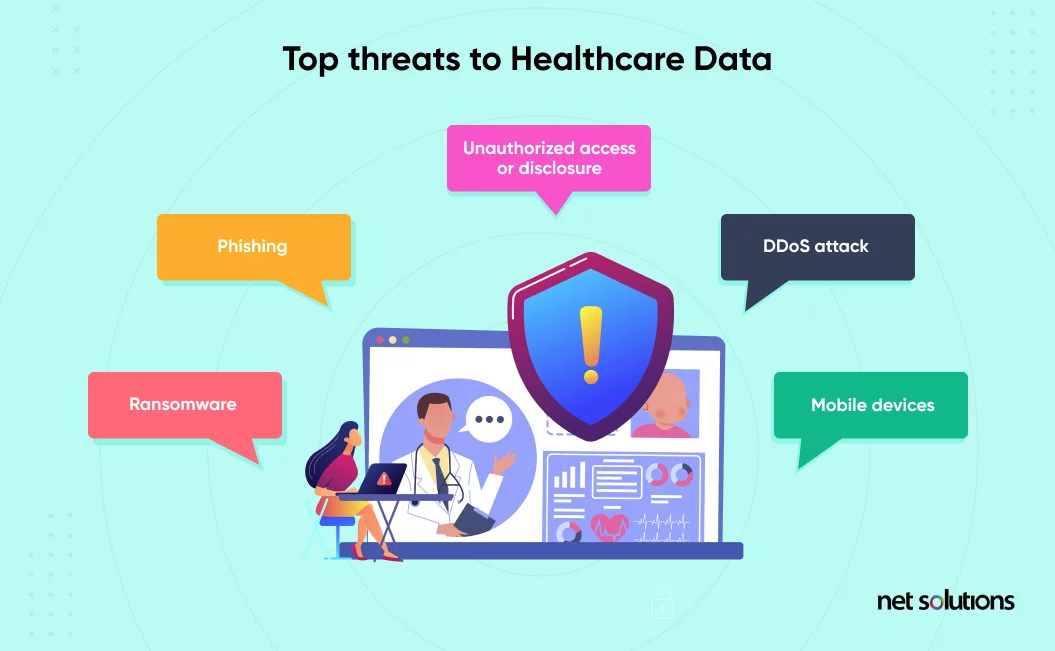 Top threats to Healthcare Data
Unauthorized access
or disclosure
Phishing
DDoS attack
Ransomware
Mobile devices
net solutions